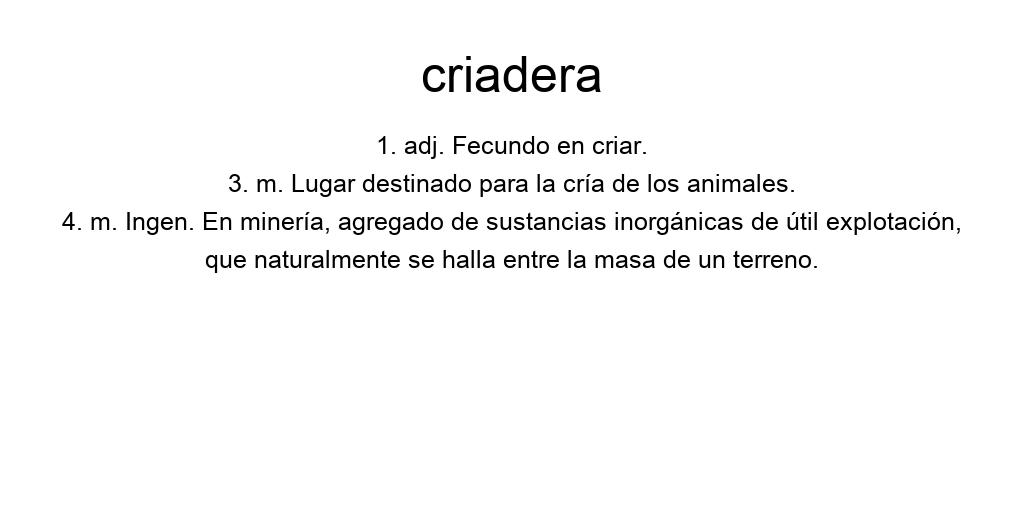 criadera
1. adj. Fecundo en criar.
3. m. Lugar destinado para la cría de los animales.
4. m. Ingen. En minería, agregado de sustancias inorgánicas de útil explotación,
que naturalmente se halla entre la masa de un terreno.